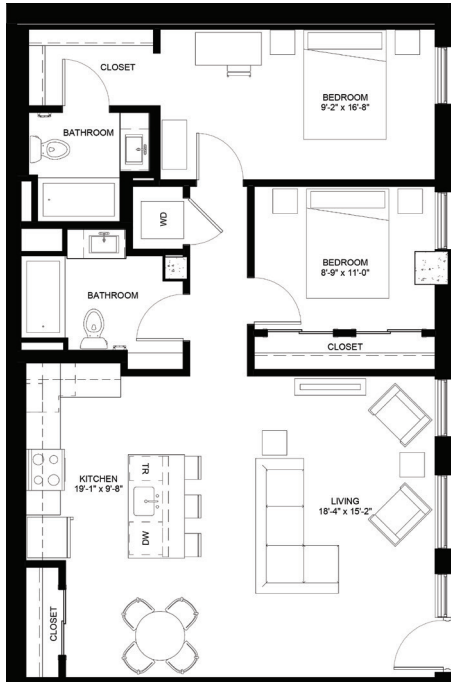 CLOSET
BEDROOM
9'-2" x 16'-8"
BATHROOM
WD
BEDROOM
8'-9" x 11'-0"
BATHROOM
CLOSET
KITCHEN
19'-1" x 9'-8"
TR
DW
LIVING
18'-4" x 15'-2"
CLOSET